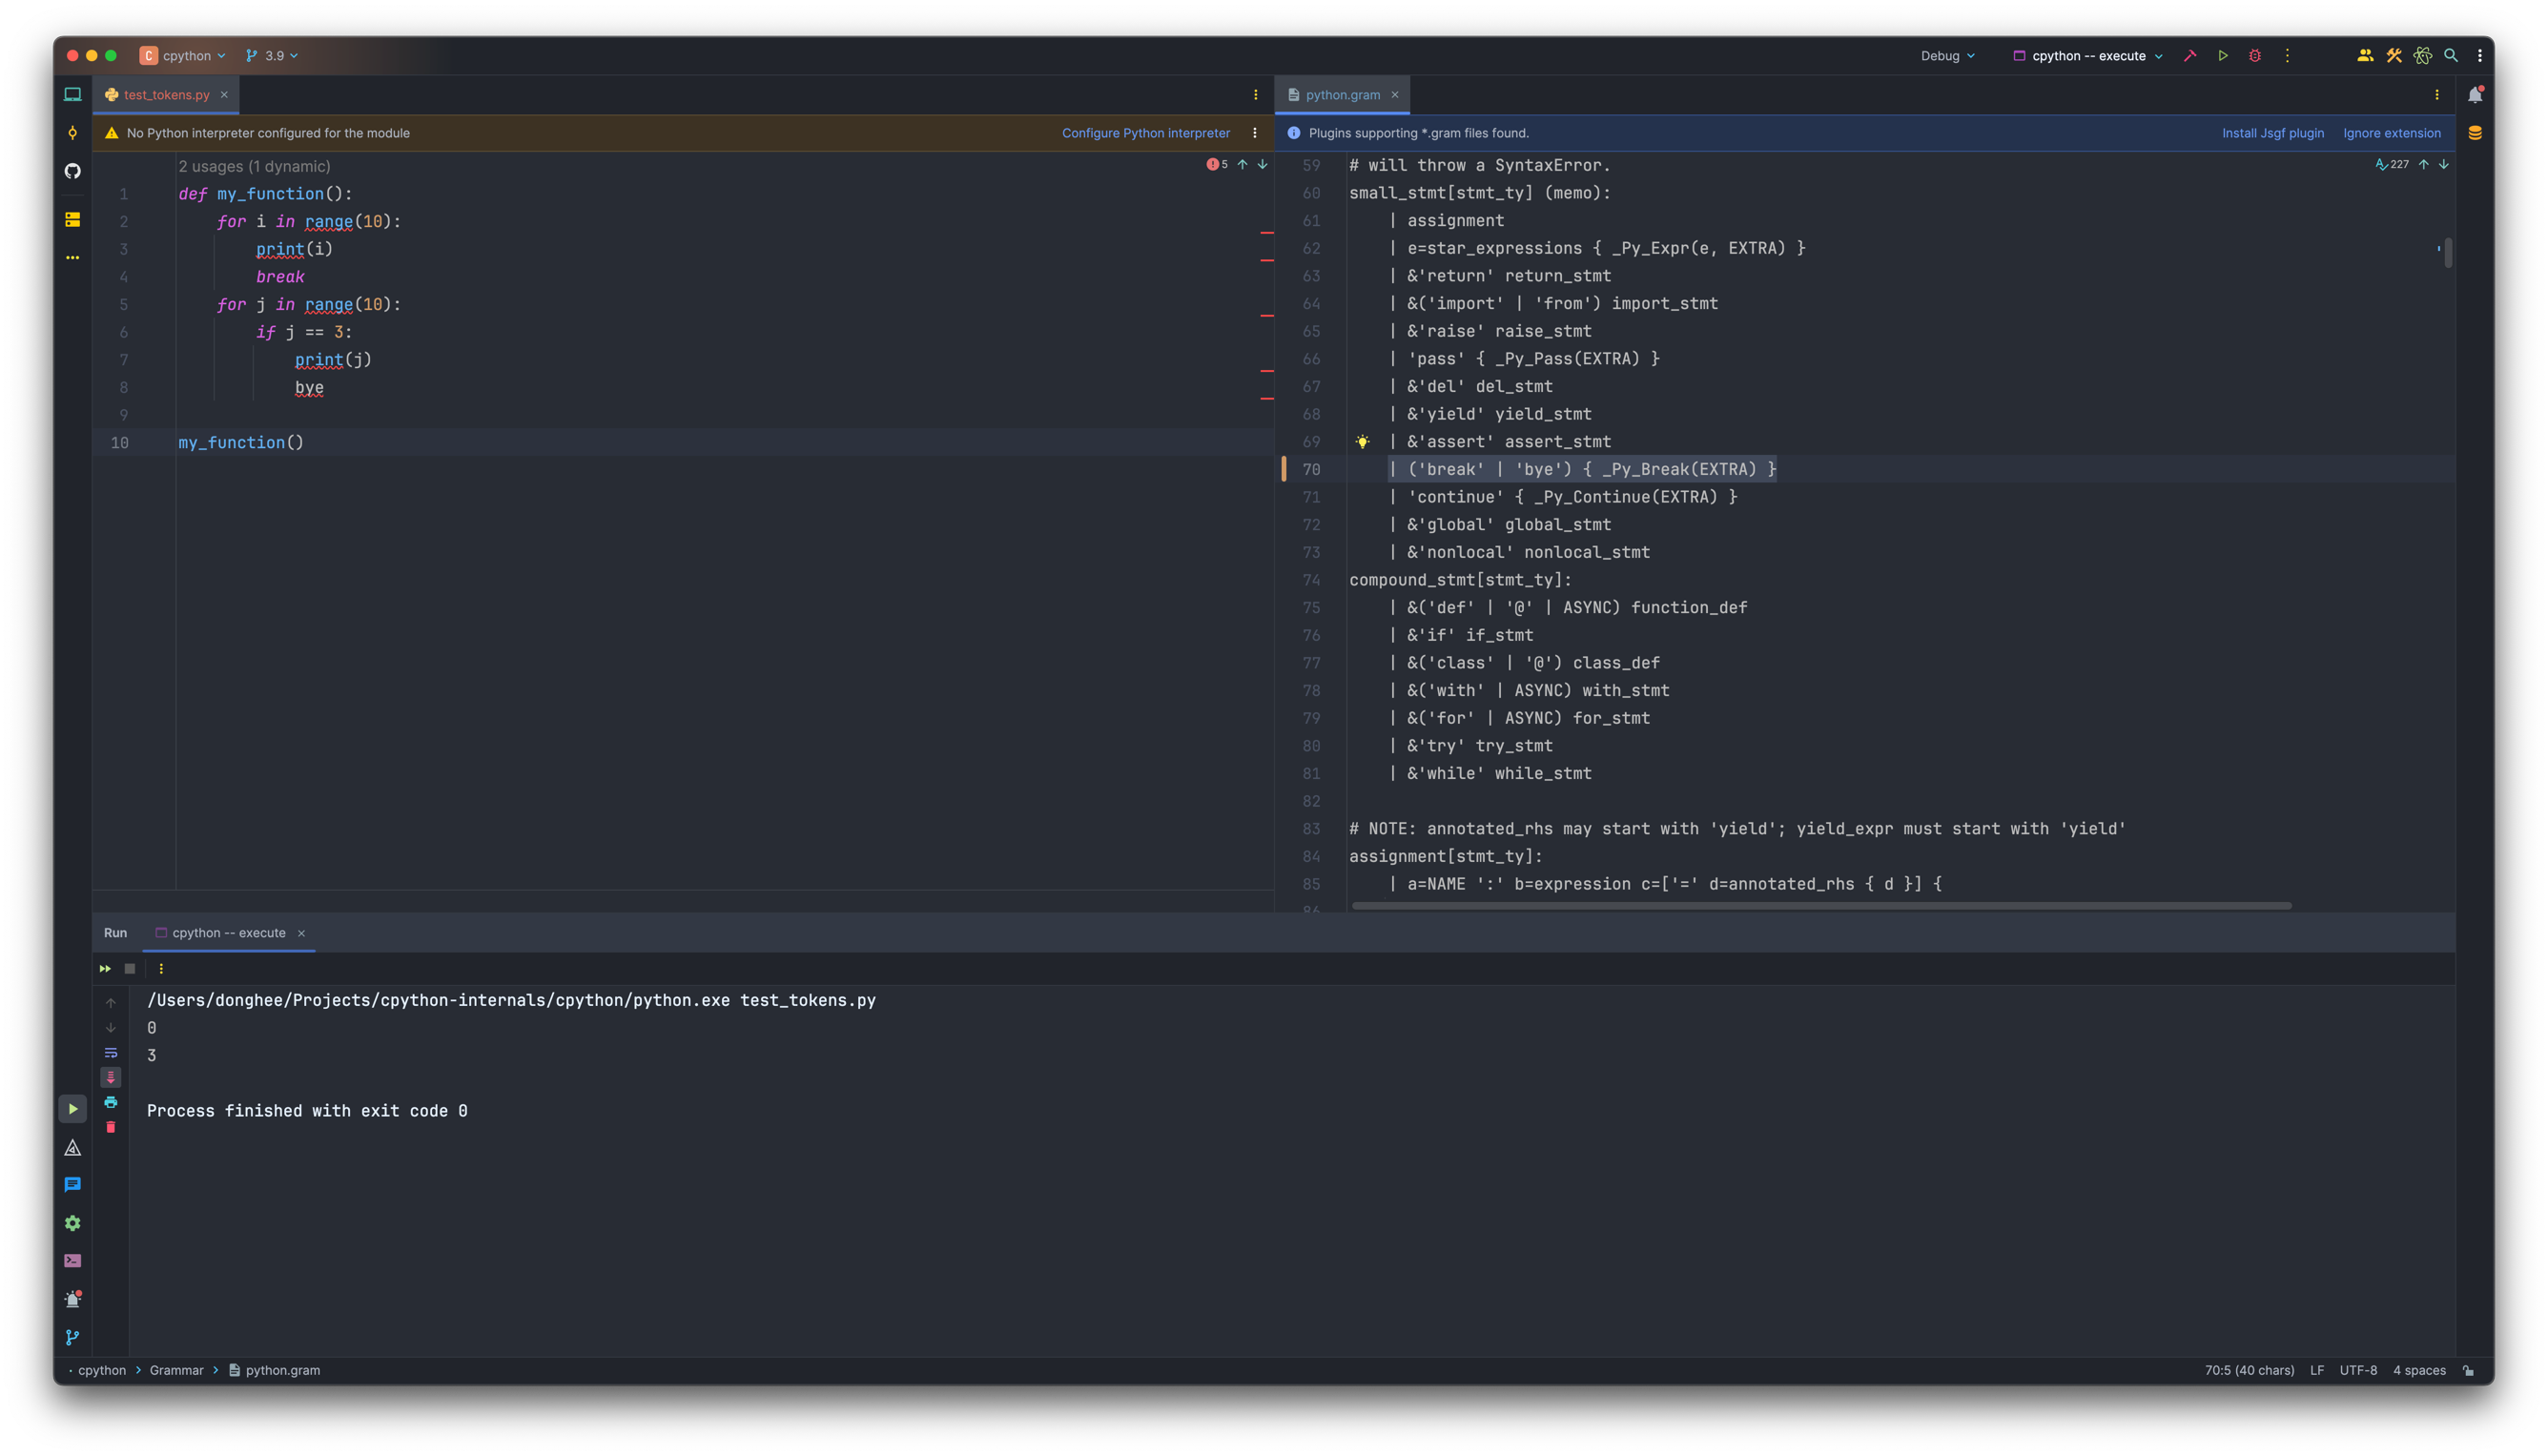 C cpython 3.9 Debug cpython -- execute
test_tokens.py
No Python interpreter configured for the module Configure Python interpreter
2 usages (1 dynamic) 5
1 def my_function():
2     for i in range(10):
3         print(i)
4         break
5     for j in range(10):
6         if j == 3:
7             print(j)
8             bye
9
10 my_function()
python.gram
Plugins supporting *.gram files found. Install Jsgf plugin Ignore extension
59 # will throw a SyntaxError. 227
60 small_stmt[stmt_ty] (memo):
61     | assignment
62     | e=star_expressions { _Py_Expr(e, EXTRA) }
63     | &'return' return_stmt
64     | &('import' | 'from') import_stmt
65     | &'raise' raise_stmt
66     | 'pass' { _Py_Pass(EXTRA) }
67     | &'del' del_stmt
68     | &'yield' yield_stmt
69     | &'assert' assert_stmt
70     | ('break' | 'bye') { _Py_Break(EXTRA) }
71     | 'continue' { _Py_Continue(EXTRA) }
72     | &'global' global_stmt
73     | &'nonlocal' nonlocal_stmt
74 compound_stmt[stmt_ty]:
75     | &('def' | '@' | ASYNC) function_def
76     | &'if' if_stmt
77     | &('class' | '@') class_def
78     | &('with' | ASYNC) with_stmt
79     | &('for' | ASYNC) for_stmt
80     | &'try' try_stmt
81     | &'while' while_stmt
82
83 # NOTE: annotated_rhs may start with 'yield'; yield_expr must start with 'yield'
84 assignment[stmt_ty]:
85     | a=NAME ':' b=expression c=['=' d=annotated_rhs { d }] {
86
Run cpython -- execute
/Users/donghee/Projects/cpython-internals/cpython/python.exe test_tokens.py
0
3
Process finished with exit code 0
cpython > Grammar > python.gram 70:5 (40 chars) LF UTF-8 4 spaces